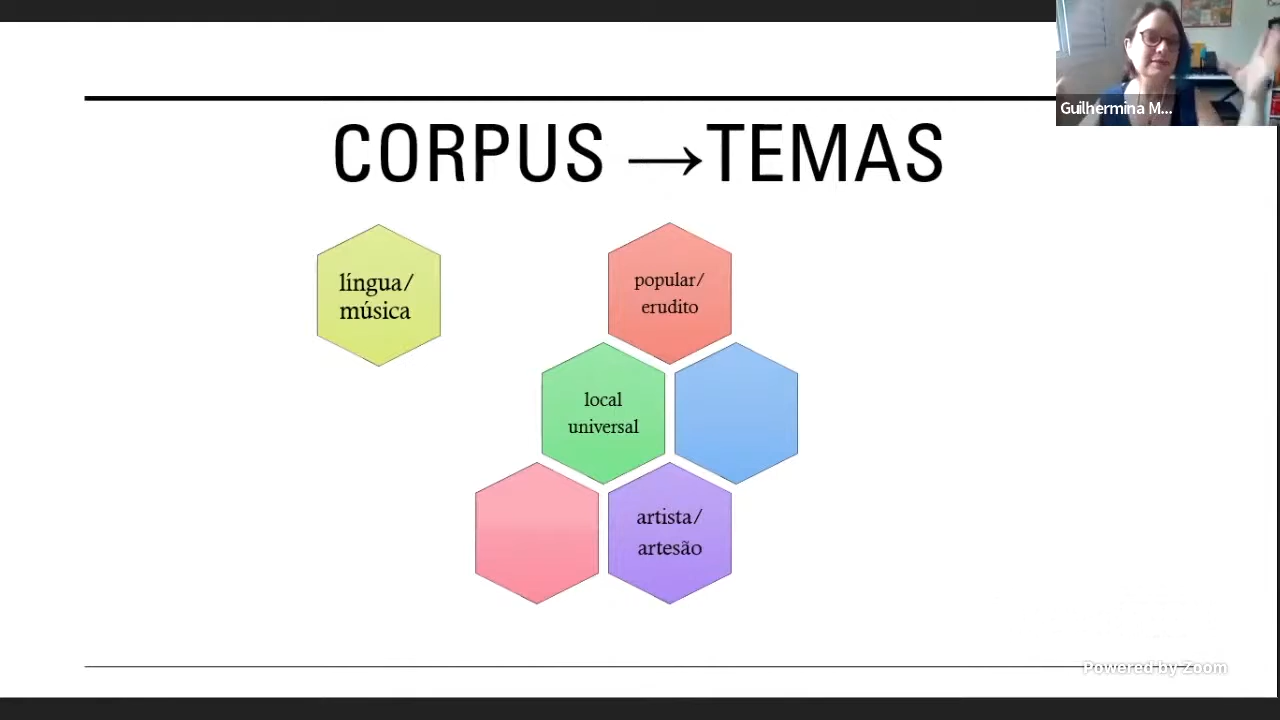 Guilhermina M...
CORPUS → TEMAS
língua/
música
popular/
erudito
local
universal
artista/
artesão
Powered by Zoom